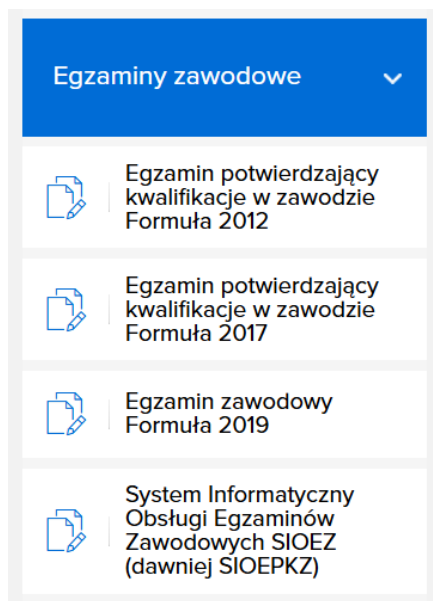 Egzaminy zawodowe
Egzamin potwierdzający
kwalifikacje w zawodzie
Formuła 2012
Egzamin potwierdzający
kwalifikacje w zawodzie
Formuła 2017
Egzamin zawodowy
Formuła 2019
System Informatyczny
Obsługi Egzaminów
Zawodowych SIOEZ
(dawniej SIOEPKZ)